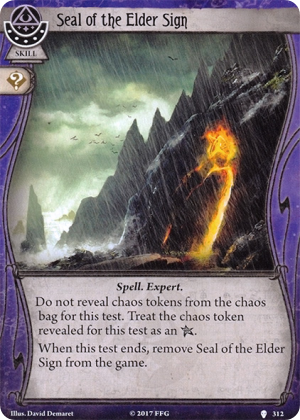 Seal of the Elder Sign
SKILL
?
Spell. Expert.
Do not reveal chaos tokens from the chaos
bag for this test. Treat the chaos token
revealed for this test as an .
When this test ends, remove Seal of the Elder
Sign from the game.
Illus. David Demaret
© 2017 FFG
312